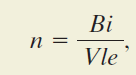 n = Bi / Vle ,